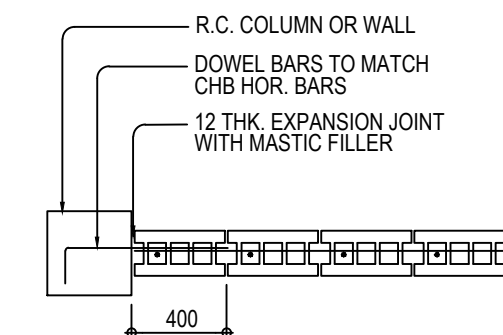 R.C. COLUMN OR WALL
DOWEL BARS TO MATCH
CHB HOR. BARS
12 THK. EXPANSION JOINT
WITH MASTIC FILLER
400